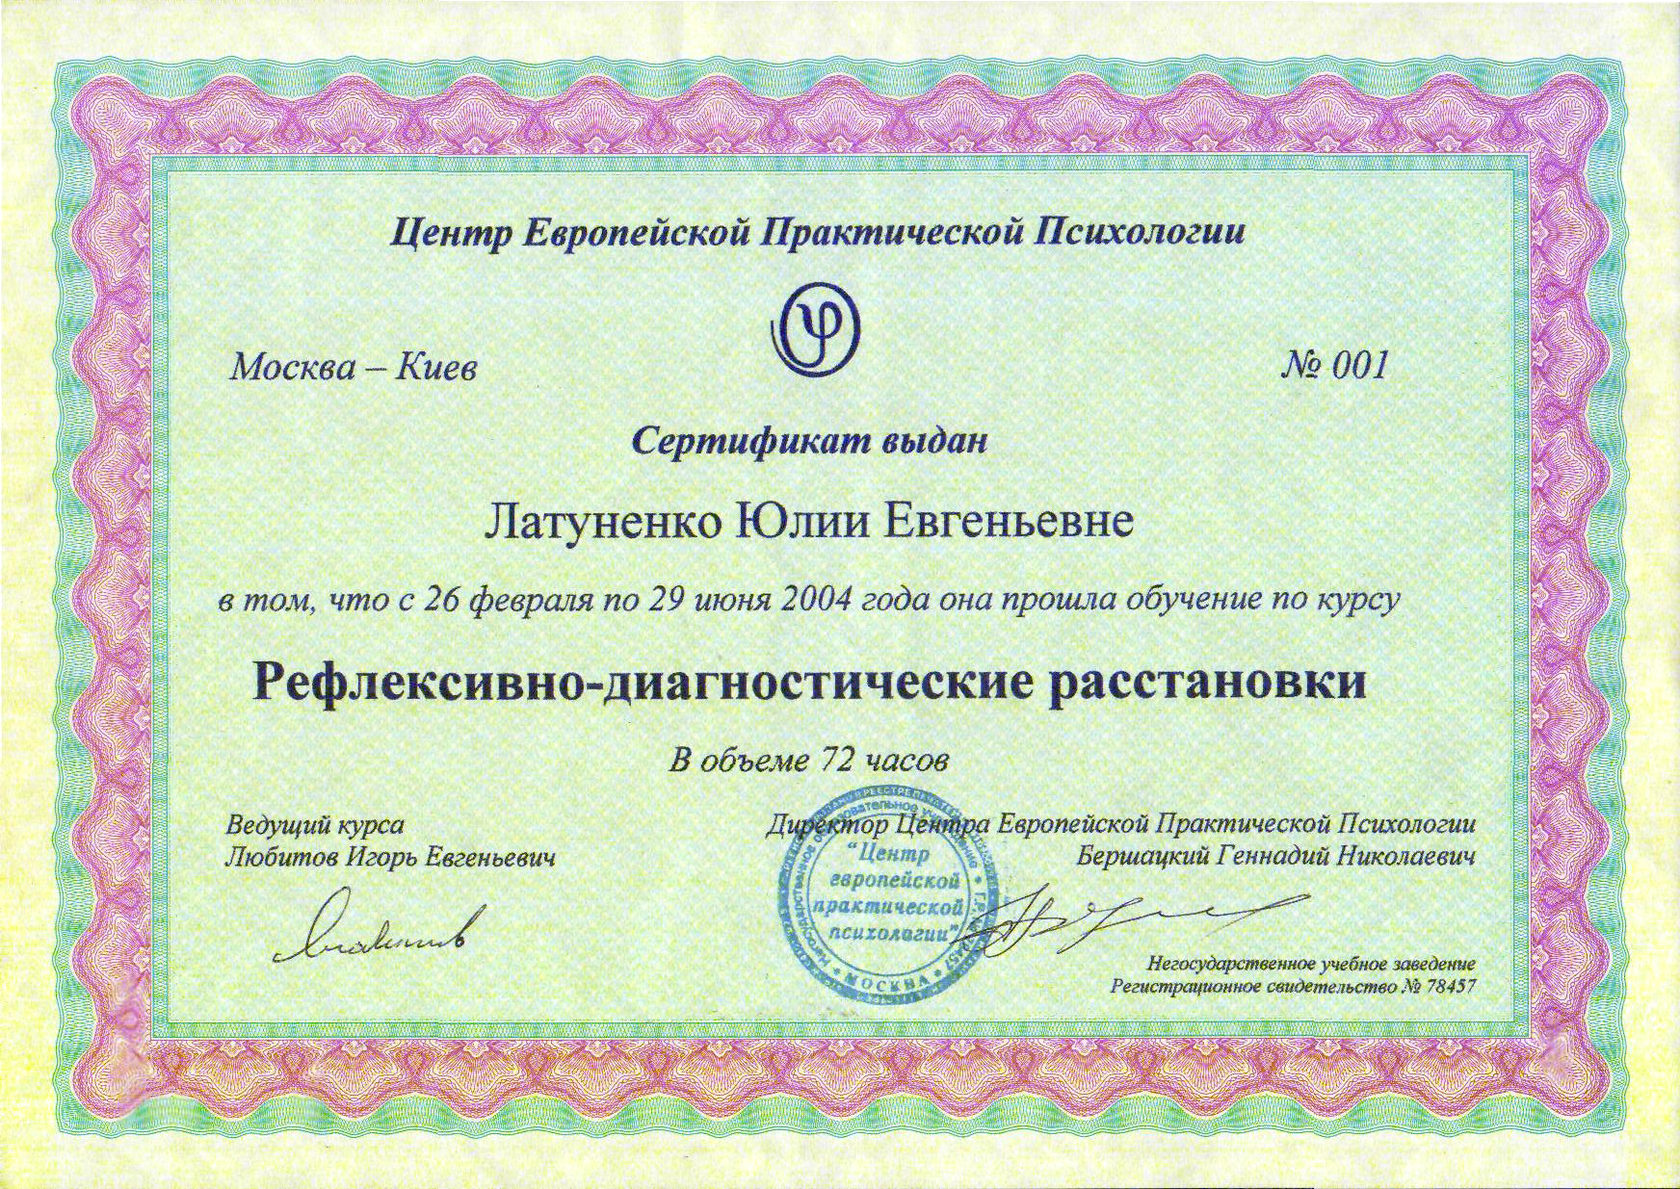 Центр Европейской Практической Психологии
ψ
Москва – Киев
№ 001
Сертификат выдан
Латуненко Юлии Евгеньевне
в том, что с 26 февраля по 29 июня 2004 года она прошла обучение по курсу
Рефлексивно-диагностические расстановки
В объеме 72 часов
Ведущий курса
Любитов Игорь Евгеньевич
Директор Центра Европейской Практической Психологии
Бершацкий Геннадий Николаевич
"Центр
европейской
практической
психологии"
МОСКВА
Негосударственное учебное заведение
Регистрационное свидетельство № 78457